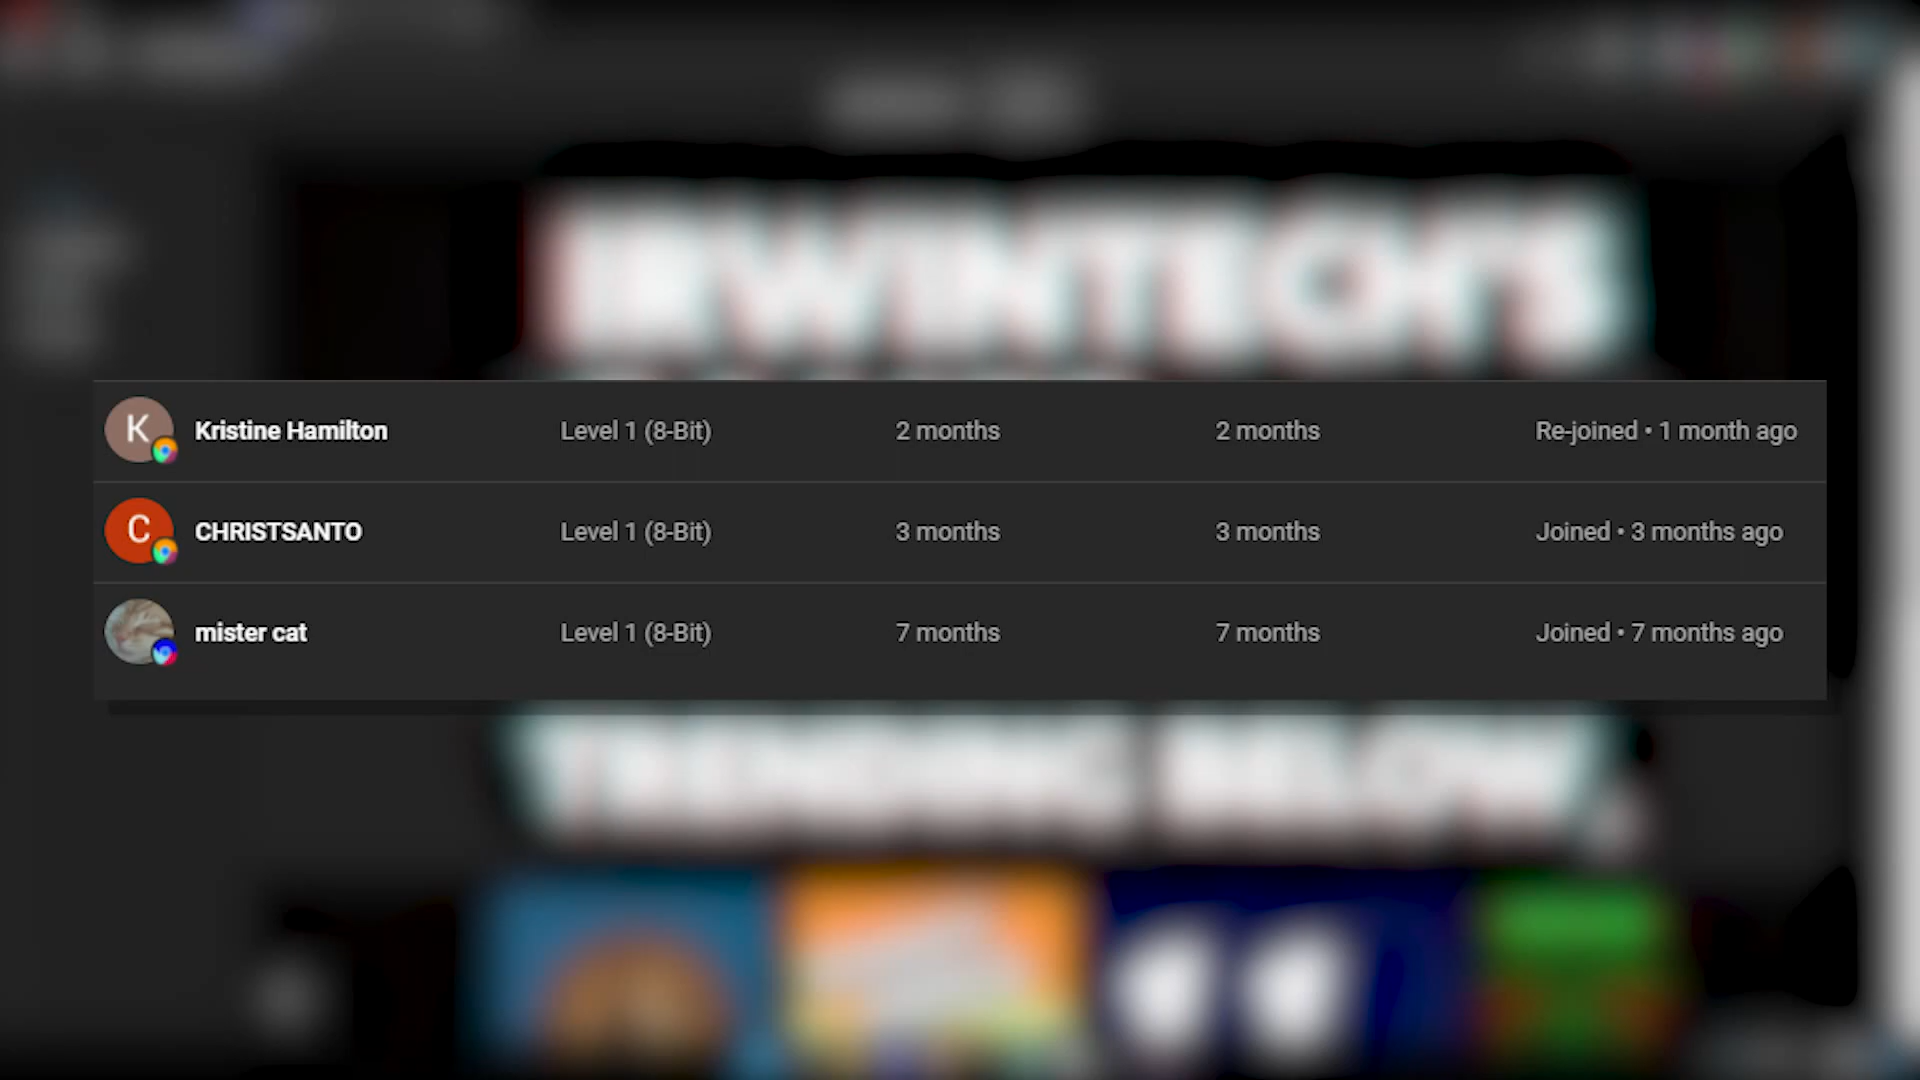 K Kristine Hamilton Level 1 (8-Bit) 2 months 2 months Re-joined • 1 month ago
C CHRISTSANTO Level 1 (8-Bit) 3 months 3 months Joined • 3 months ago
mister cat Level 1 (8-Bit) 7 months 7 months Joined • 7 months ago
TRENDING BELOW